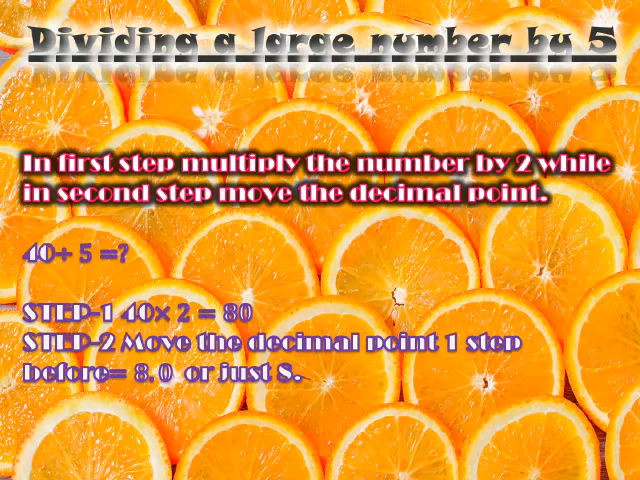 Dividing a large number by 5
In first step multiply the number by 2 while
in second step move the decimal point.
40+ 5 =?
STEP-1 40× 2 = 80
STEP-2 Move the decimal point 1 step
before= 8.0 or just 8.